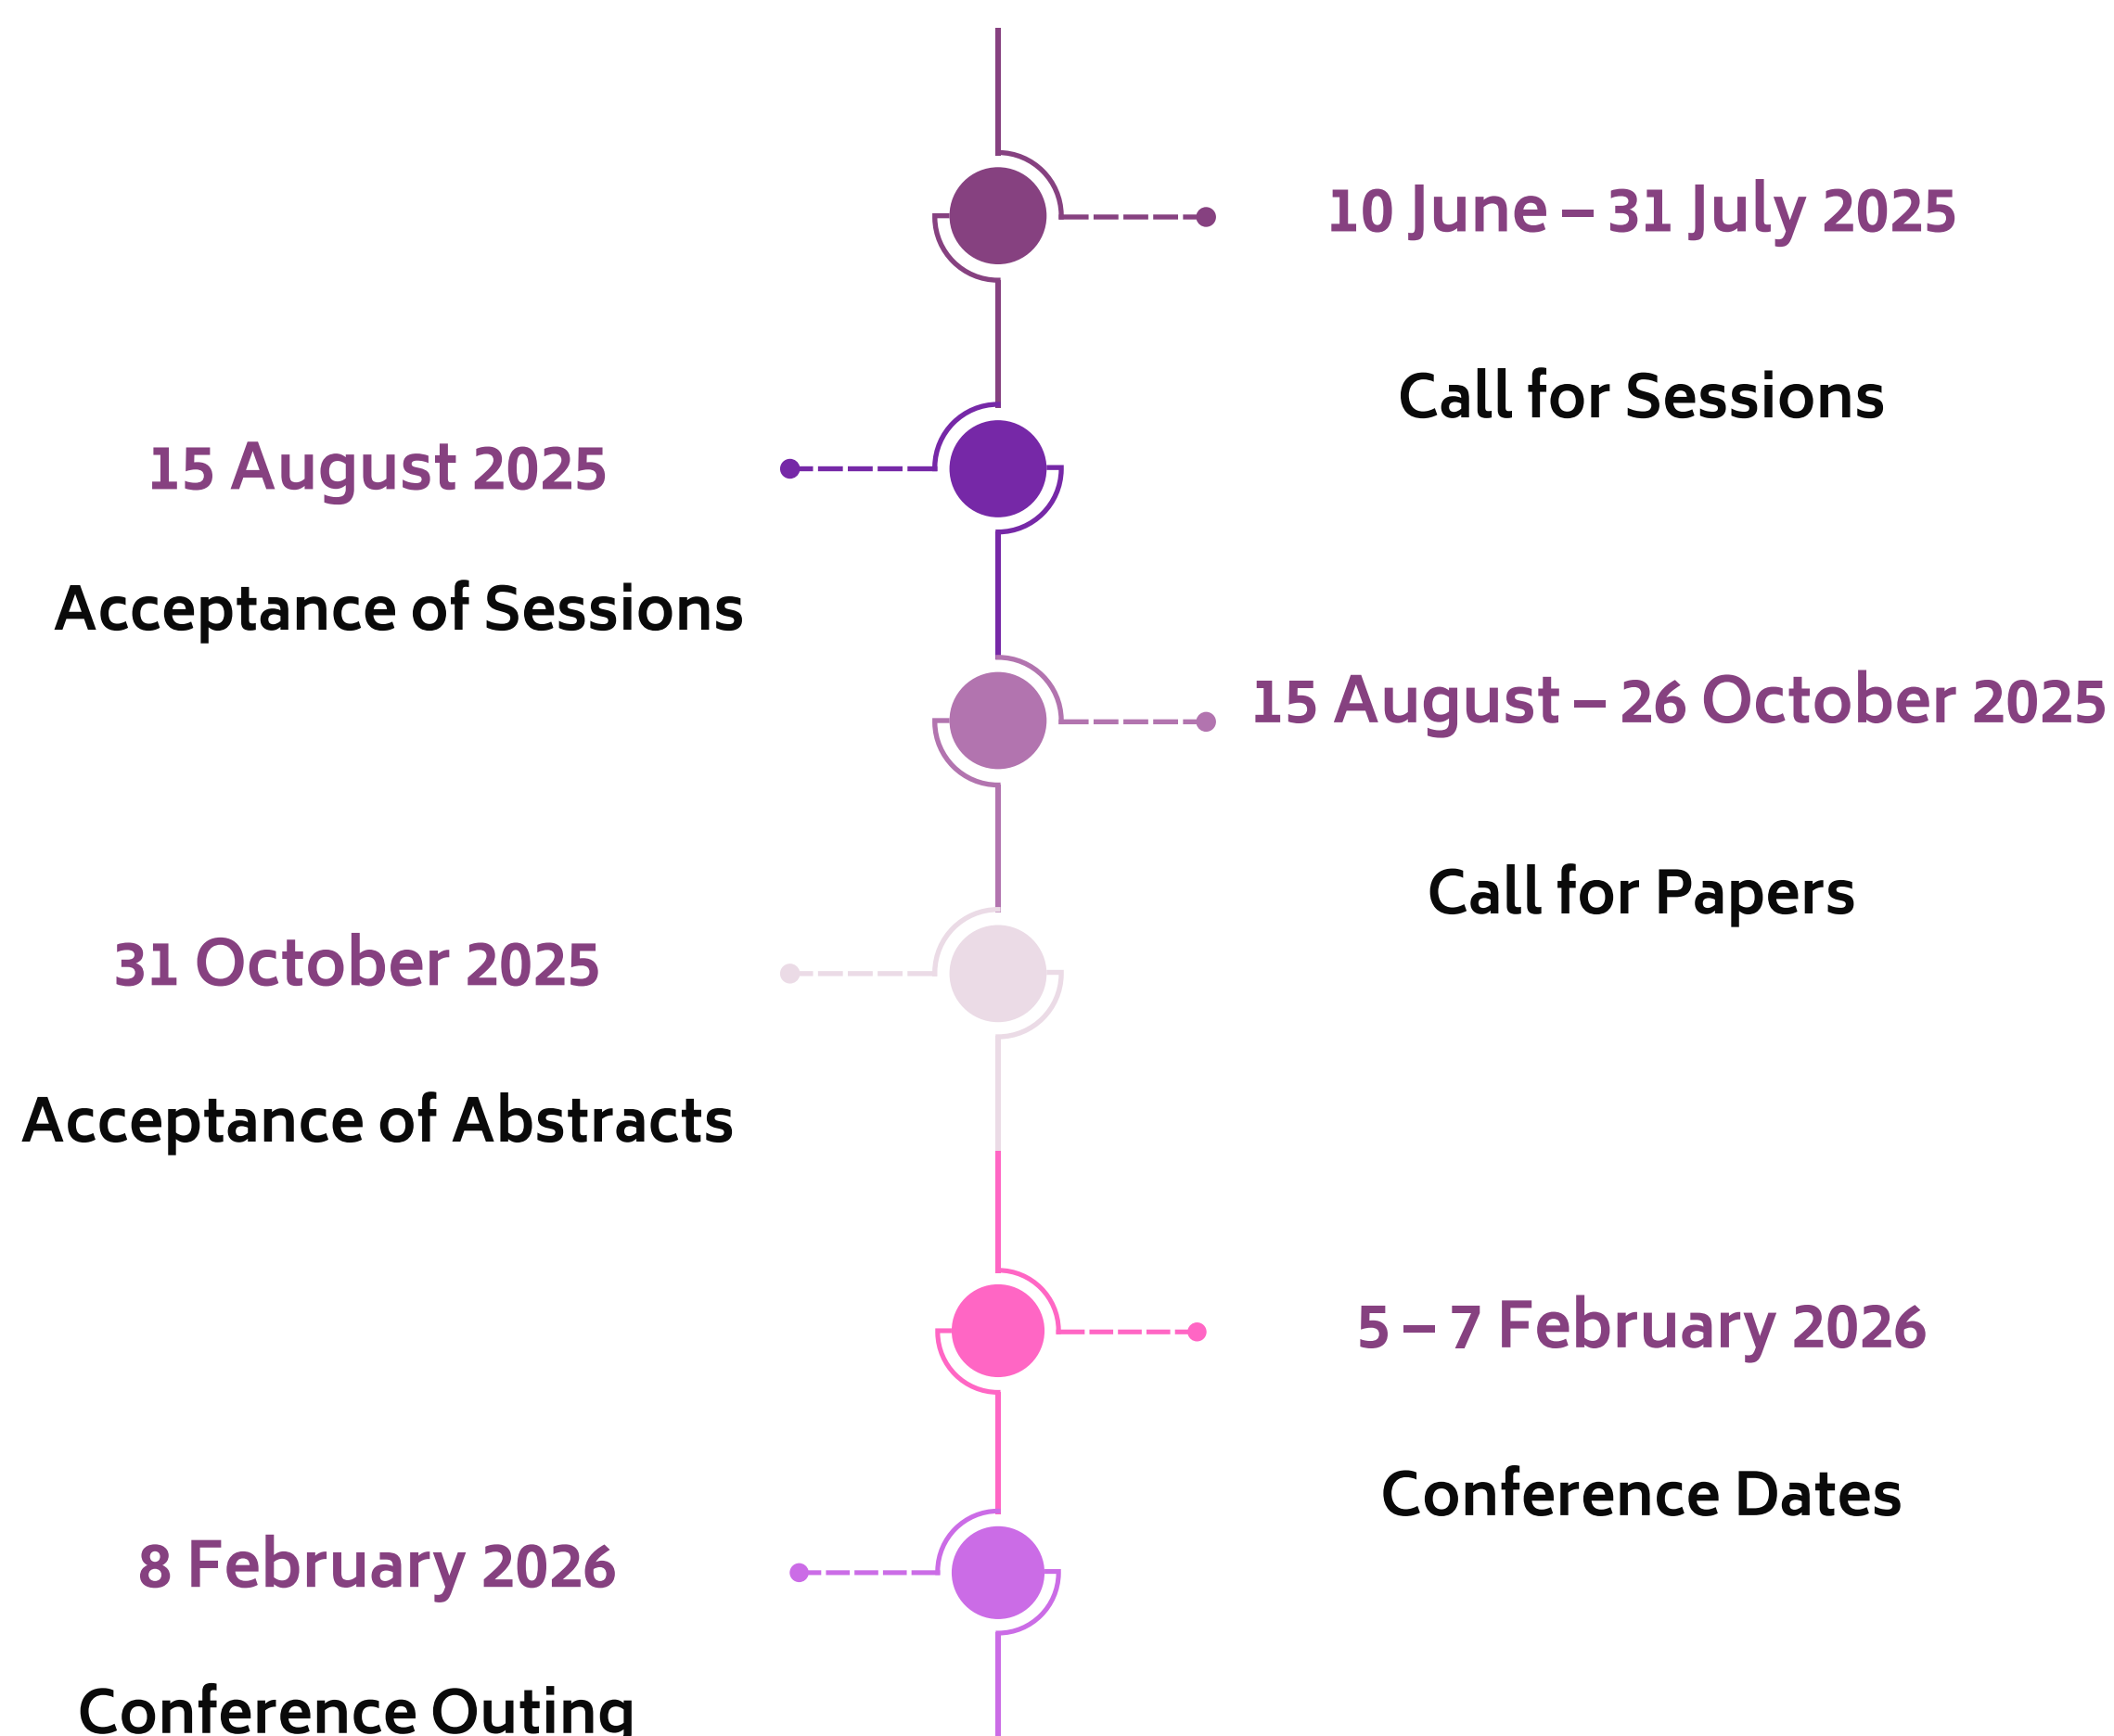 10 June – 31 July 2025
Call for Sessions
15 August 2025
Acceptance of Sessions
15 August – 26 October 2025
Call for Papers
31 October 2025
Acceptance of Abstracts
5 – 7 February 2026
Conference Dates
8 February 2026
Conference Outing